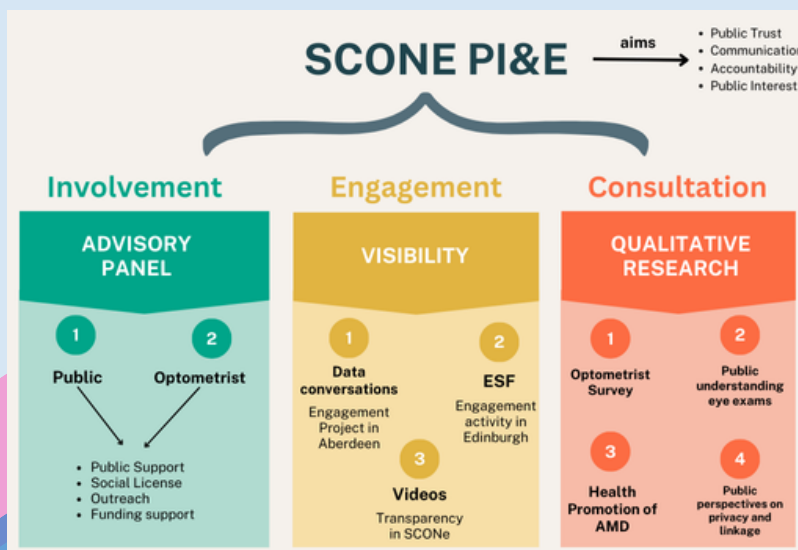 SCONE PI&E
aims
• Public Trust
• Communication
• Accountability
• Public Interest
Involvement
Engagement
Consultation
ADVISORY
PANEL
1
Public
2
Optometrist
• Public Support
• Social License
• Outreach
• Funding support
VISIBILITY
1
Data
conversations
Engagement
Project in
Aberdeen
2
ESF
Engagement
activity in
Edinburgh
3
Videos
Transparency
in SCONe
QUALITATIVE
RESEARCH
1
Optometrist
Survey
2
Public
understanding
eye exams
3
Health
Promotion of
AMD
4
Public
perspectives on
privacy and
linkage